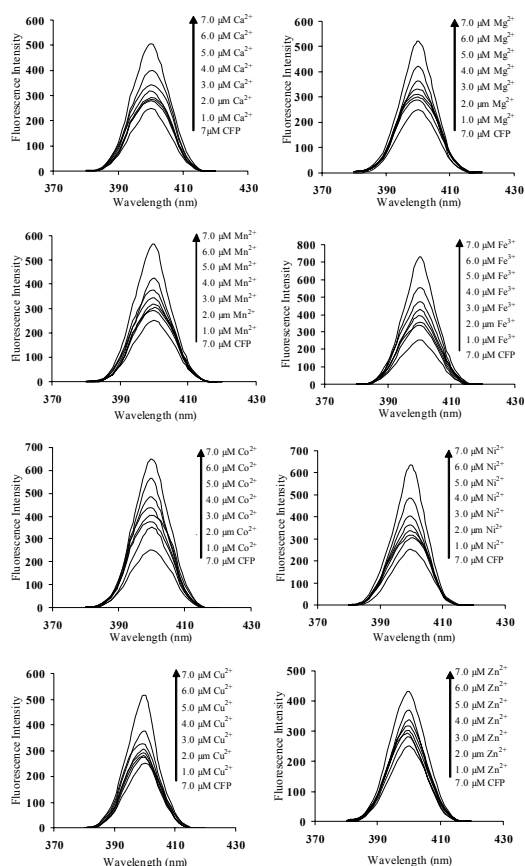 600
500
400
300
200
100
0
370
390
410
430
Wavelength (nm)
Fluorescence Intensity
7.0 µM Ca2+
6.0 µM Ca2+
5.0 µM Ca2+
4.0 µM Ca2+
3.0 µM Ca2+
2.0 µm Ca2+
1.0 µM Ca2+
7µM CFP
600
500
400
300
200
100
0
370
390
410
430
Wavelength (nm)
Fluorescence Intensity
7.0 µM Mg2+
6.0 µM Mg2+
5.0 µM Mg2+
4.0 µM Mg2+
3.0 µM Mg2+
2.0 µm Mg2+
1.0 µM Mg2+
7.0 µM CFP
600
500
400
300
200
100
0
370
390
410
430
Wavelength (nm)
Fluorescence Intensity
7.0 µM Mn2+
6.0 µM Mn2+
5.0 µM Mn2+
4.0 µM Mn2+
3.0 µM Mn2+
2.0 µm Mn2+
1.0 µM Mn2+
7.0 µM CFP
800
700
600
500
400
300
200
100
0
370
390
410
430
Wavelength (nm)
Fluorescence Intensity
7.0 µM Fe3+
6.0 µM Fe3+
5.0 µM Fe3+
4.0 µM Fe3+
3.0 µM Fe3+
2.0 µm Fe3+
1.0 µM Fe3+
7.0 µM CFP
700
600
500
400
300
200
100
0
370
390
410
430
Wavelength (nm)
Fluorescence Intensity
7.0 µM Co2+
6.0 µM Co2+
5.0 µM Co2+
4.0 µM Co2+
3.0 µM Co2+
2.0 µm Co2+
1.0 µM Co2+
7.0 µM CFP
700
600
500
400
300
200
100
0
370
390
410
430
Wavelength (nm)
Fluorescence Intensity
7.0 µM Ni2+
6.0 µM Ni2+
5.0 µM Ni2+
4.0 µM Ni2+
3.0 µM Ni2+
2.0 µm Ni2+
1.0 µM Ni2+
7.0 µM CFP
600
500
400
300
200
100
0
370
390
410
430
Wavelength (nm)
Fluorescence Intensity
7.0 µM Cu2+
6.0 µM Cu2+
5.0 µM Cu2+
4.0 µM Cu2+
3.0 µM Cu2+
2.0 µm Cu2+
1.0 µM Cu2+
7.0 µM CFP
500
400
300
200
100
0
370
390
410
430
Wavelength (nm)
Fluorescence Intensity
7.0 µM Zn2+
6.0 µM Zn2+
5.0 µM Zn2+
4.0 µM Zn2+
3.0 µM Zn2+
2.0 µm Zn2+
1.0 µM Zn2+
7.0 µM CFP